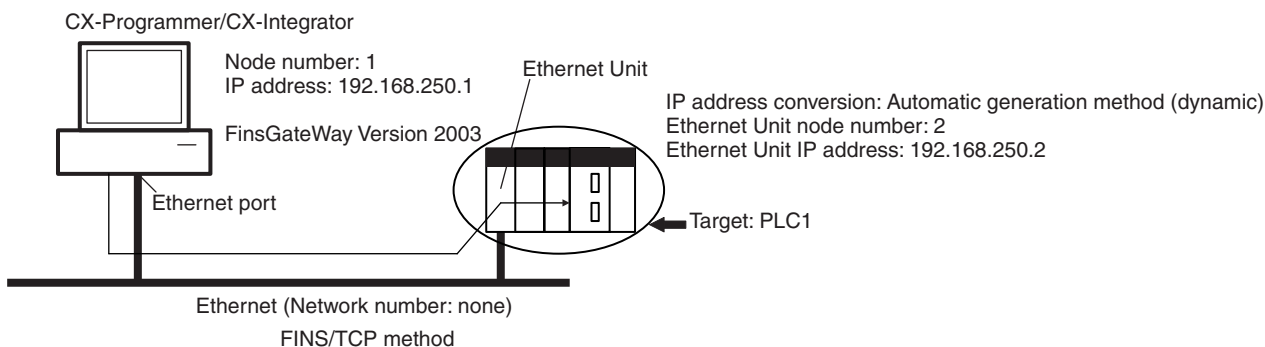 CX-Programmer/CX-Integrator
Node number: 1
IP address: 192.168.250.1
FinsGateWay Version 2003
Ethernet port
Ethernet Unit
IP address conversion: Automatic generation method (dynamic)
Ethernet Unit node number: 2
Ethernet Unit IP address: 192.168.250.2
Target: PLC1
Ethernet (Network number: none)
FINS/TCP method